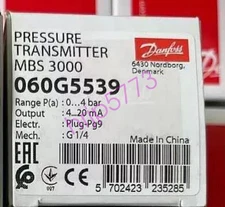 PRESSURE
TRANSMITTER
MBS 3000
Danfoss
6430 Nordborg,
Denmark
060G5539
Range P(a) : 0...4 bar
Output : 4...20 mA
Electr. : Plug-Pg9
Mech. : G 1/4
Made in China
EAC
5 702423 235285